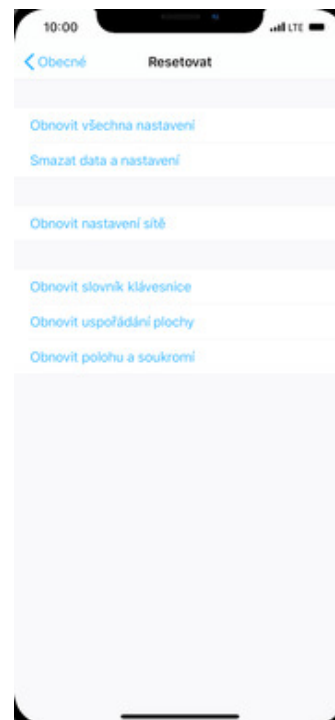 10:00
LTE
Obecné
Resetovat
Obnovit všechna nastavení
Smazat data a nastavení
Obnovit nastavení sítě
Obnovit slovník klávesnice
Obnovit uspořádání plochy
Obnovit polohu a soukromí